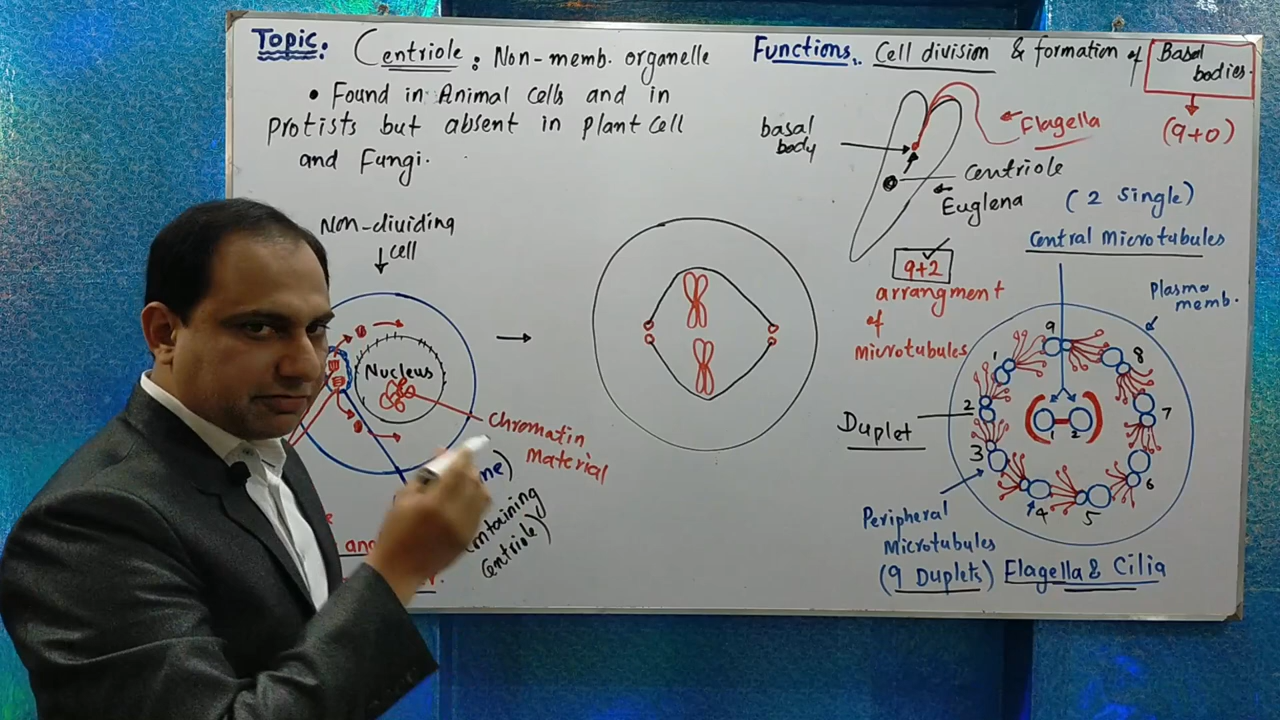 Topic: Centriole: Non-memb. organelle
• Found in Animal cells and in
protists but absent in plant cell
and Fungi.
Non-dividing
cell
Nucleus
Chromatin
Material
containing
centriole)
Functions:. Cell division & formation of Basal
bodies.
(9+0)
basal
body
Flagella
Centriole
Euglena
(2 Single)
Central Microtubules
9+2
arrangment
of
microtubules
Plasma
memb.
1
2
3
4
5
6
7
8
9
1 2
Duplet
Peripheral
Microtubules
(9 Duplets)
Flagella & Cilia